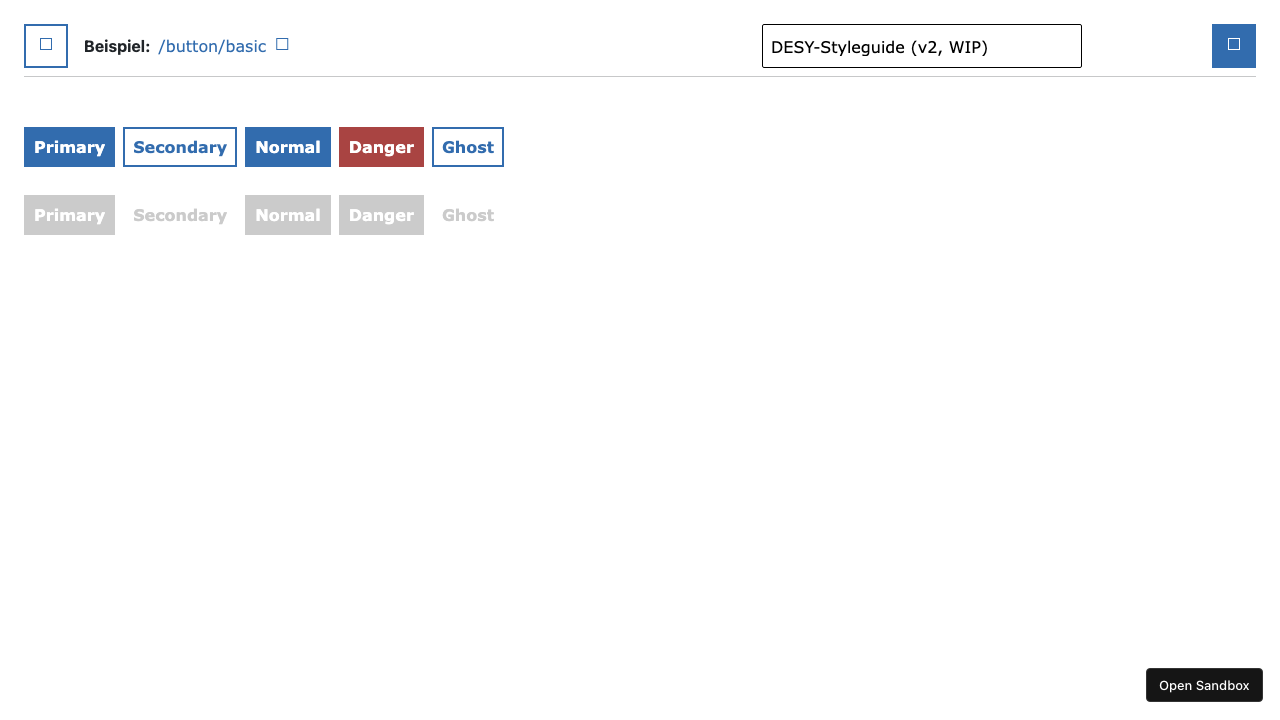 Beispiel: /button/basic
DESY-Styleguide (v2, WIP)
Primary Secondary Normal Danger Ghost
Primary Secondary Normal Danger Ghost
Open Sandbox